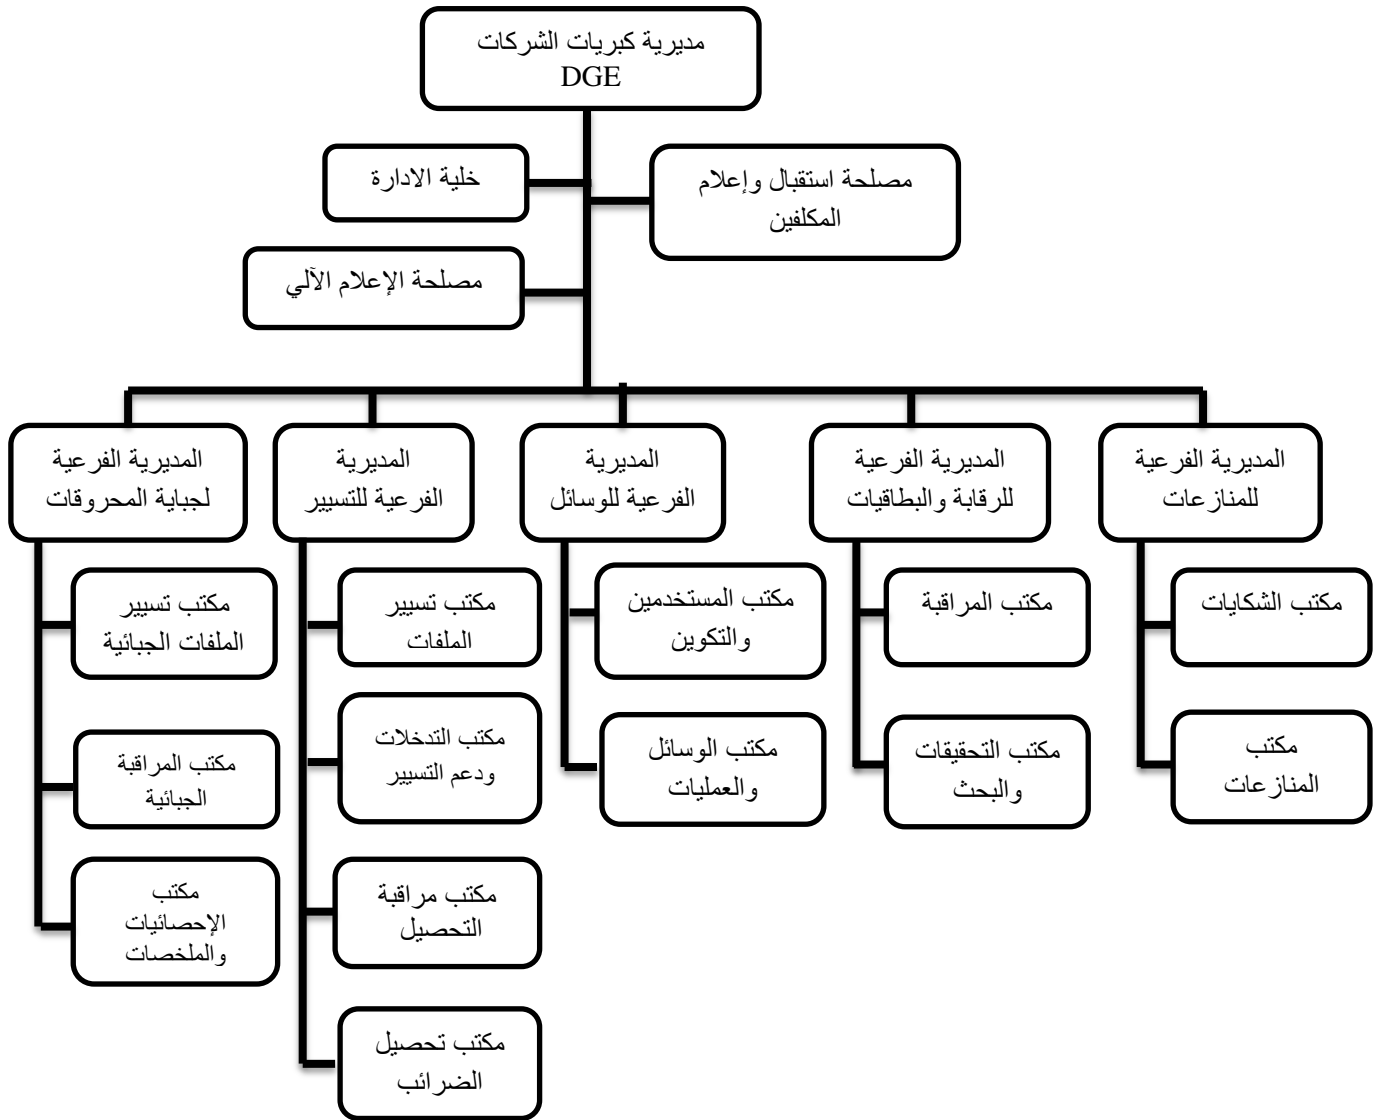 مديرية كبريات الشركات
DGE
مصلحة استقبال وإعلام
المكلفين
خلية الادارة
مصلحة الإعلام الآلي
المديرية الفرعية
للمنازعات
المديرية الفرعية
للرقابة والبطاقيات
المديرية
الفرعية للوسائل
المديرية
الفرعية للتسيير
المديرية الفرعية
لجباية المحروقات
مكتب الشكايات
مكتب
المنازعات
مكتب المراقبة
مكتب التحقيقات
والبحث
مكتب المستخدمين
والتكوين
مكتب الوسائل
والعمليات
مكتب تسيير
الملفات
مكتب التدخلات
ودعم التسيير
مكتب مراقبة
التحصيل
مكتب تحصيل
الضرائب
مكتب تسيير
الملفات الجبائية
مكتب المراقبة
الجبائية
مكتب
الإحصائيات
والملخصات